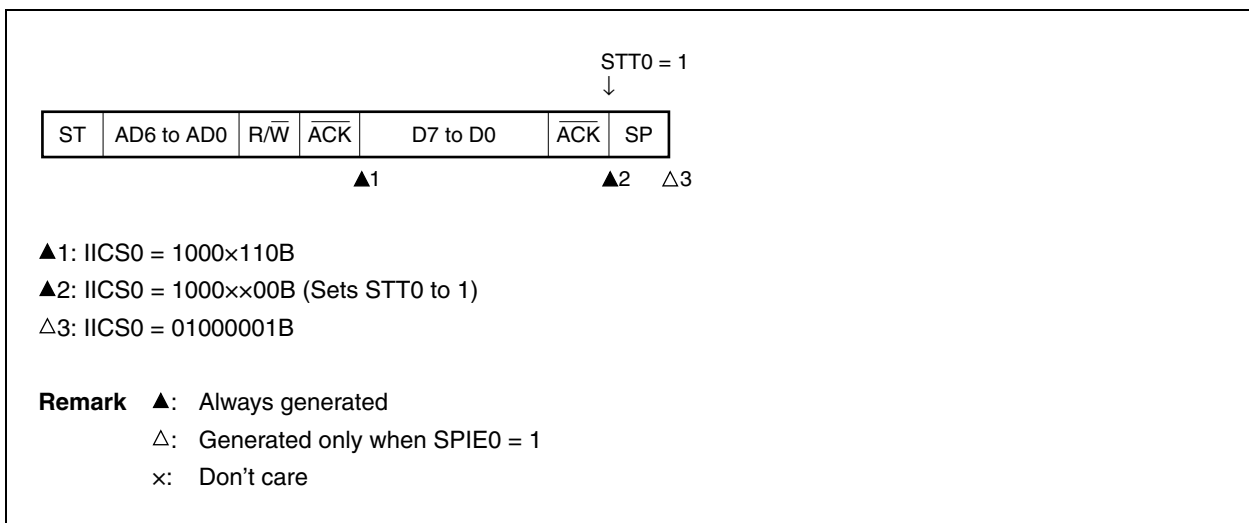 STT0 = 1
↓
ST AD6 to AD0 R/W̅ A̅C̅K̅ D7 to D0 A̅C̅K̅ SP
▲1 ▲2 △3
▲1: IICS0 = 1000×110B
▲2: IICS0 = 1000××00B (Sets STT0 to 1)
△3: IICS0 = 01000001B
Remark ▲: Always generated
△: Generated only when SPIE0 = 1
×: Don't care